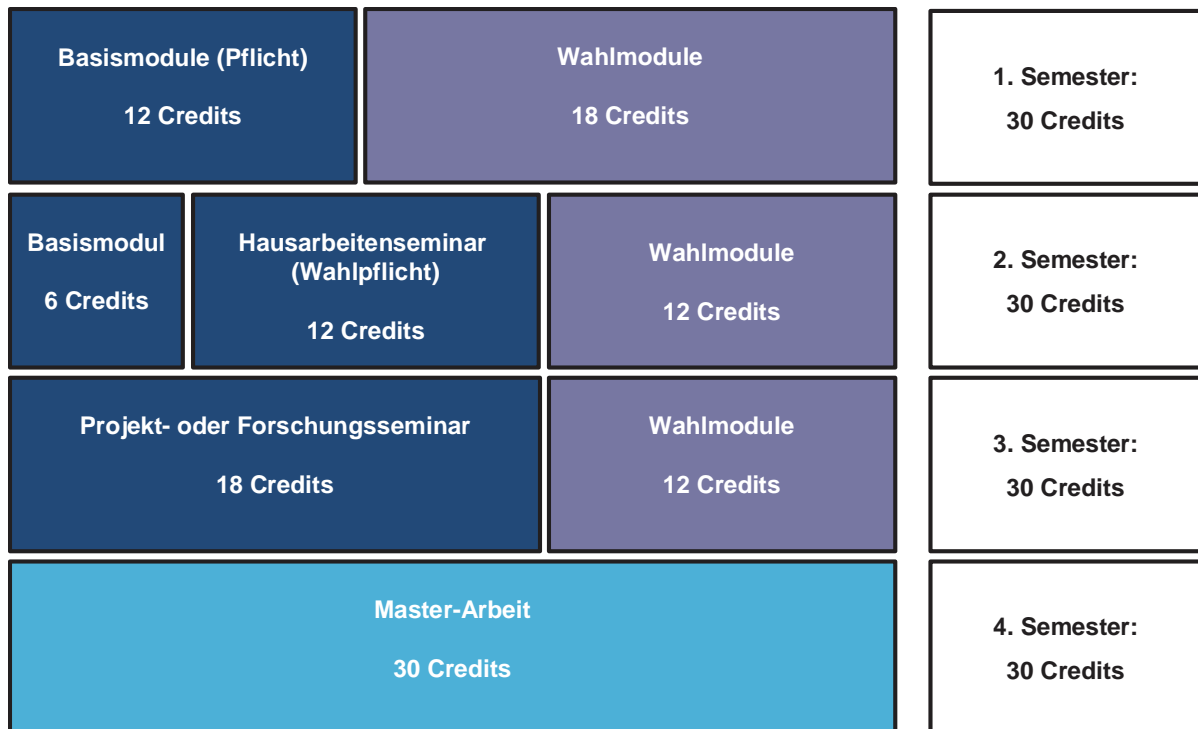 Basismodule (Pflicht)
12 Credits
Wahlmodule
18 Credits
1. Semester:
30 Credits
Basismodul
6 Credits
Hausarbeitenseminar
(Wahlpflicht)
12 Credits
Wahlmodule
12 Credits
2. Semester:
30 Credits
Projekt- oder Forschungsseminar
18 Credits
Wahlmodule
12 Credits
3. Semester:
30 Credits
Master-Arbeit
30 Credits
4. Semester:
30 Credits